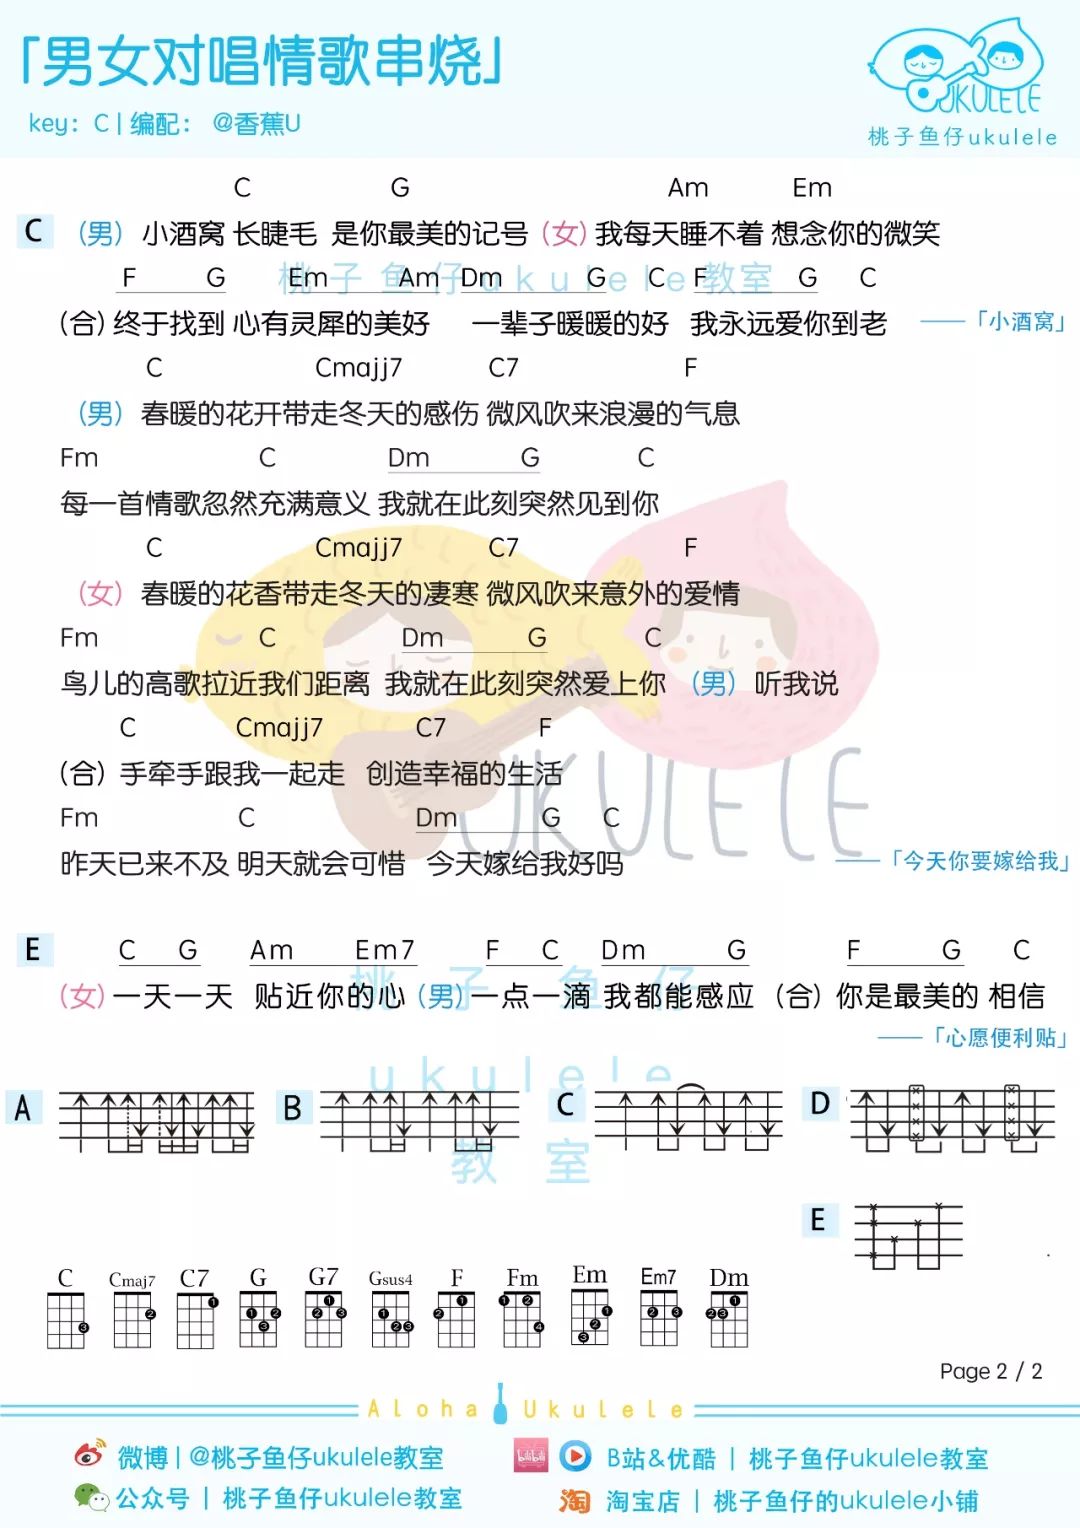 「男女对唱情歌串烧」
key：C | 编配： @香蕉U
UKULELE
桃子鱼仔ukulele
C G Am Em
C （男） 小酒窝 长睫毛 是你最美的记号 （女） 我每天睡不着 想念你的微笑
F G Em Am Dm G C F G C
桃子鱼仔ukulele教室
（合） 终于找到 心有灵犀的美好 一辈子暖暖的好 我永远爱你到老 ——「小酒窝」
C Cmajj7 C7 F
（男） 春暖的花开带走冬天的感伤 微风吹来浪漫的气息
Fm C Dm G C
每一首情歌忽然充满意义 我就在此刻突然见到你
C Cmajj7 C7 F
（女） 春暖的花香带走冬天的凄寒 微风吹来意外的爱情
Fm C Dm G C
鸟儿的高歌拉近我们距离 我就在此刻突然爱上你 （男） 听我说
C Cmajj7 C7 F
（合） 手牵手跟我一起走 创造幸福的生活
UKULELE
Fm C Dm G C
昨天已来不及 明天就会可惜 今天嫁给我好吗 ——「今天你要嫁给我」
E C G Am Em7 F C Dm G F G C
桃子鱼仔
（女） 一天一天 贴近你的心 （男） 一点一滴 我都能感应 （合） 你是最美的 相信
——「心愿便利贴」
ukulele
A B C D
教室
E
C Cmaj7 C7 G G7 Gsus4 F Fm Em Em7 Dm
Page 2 / 2
Aloha Ukulele
微博 | @桃子鱼仔ukulele教室 bilibili B站&优酷 | 桃子鱼仔ukulele教室
公众号 | 桃子鱼仔ukulele教室 淘 淘宝店 | 桃子鱼仔的ukulele小铺